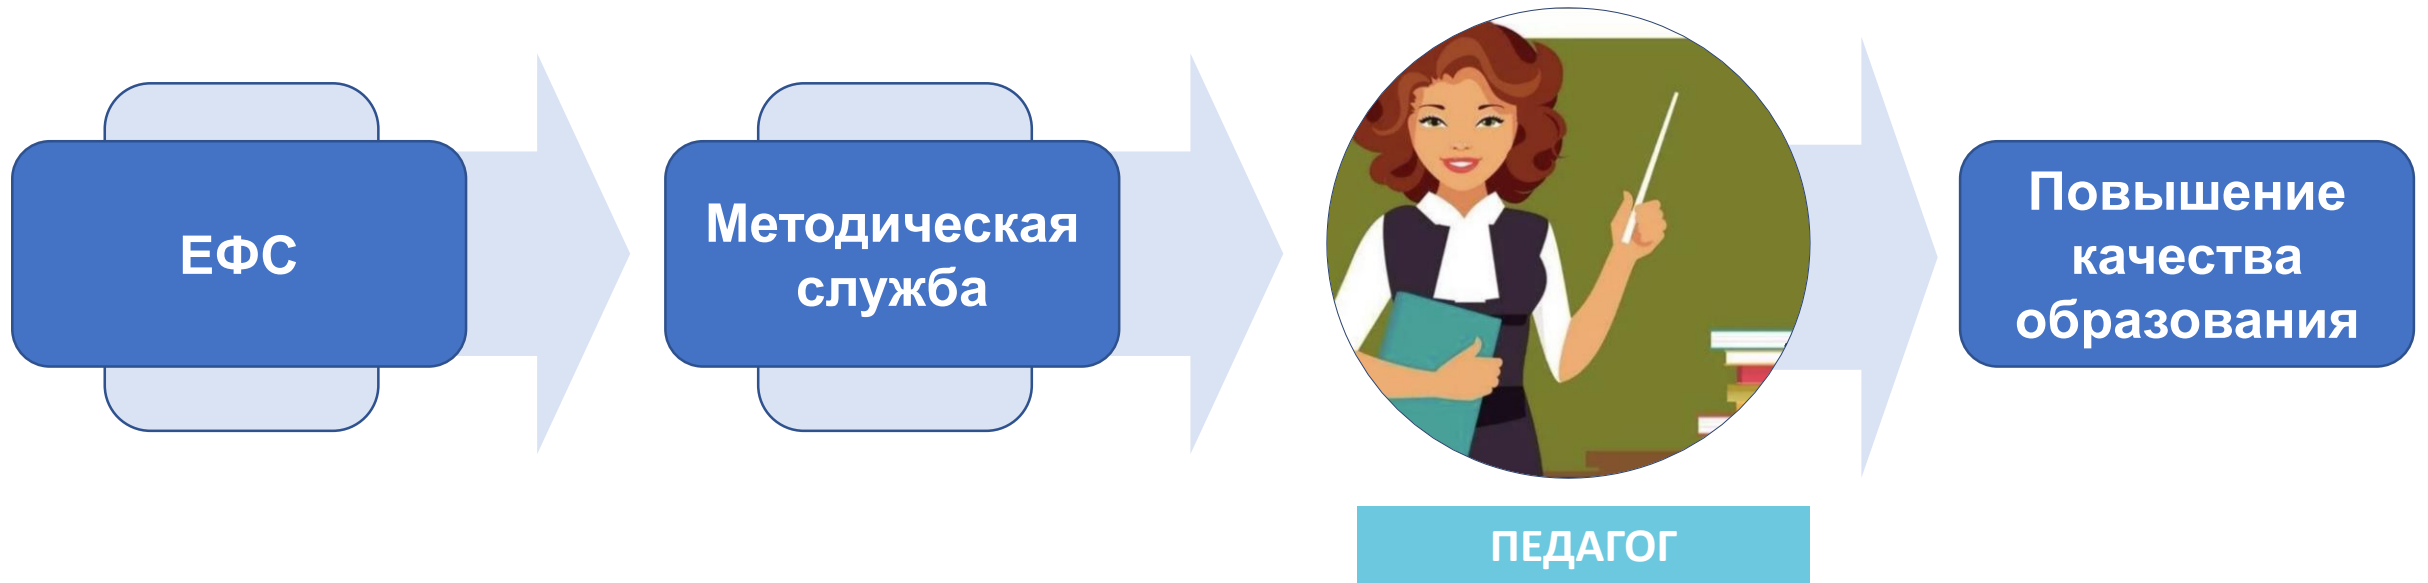 ЕФС
Методическая
служба
ПЕДАГОГ
Повышение
качества
образования